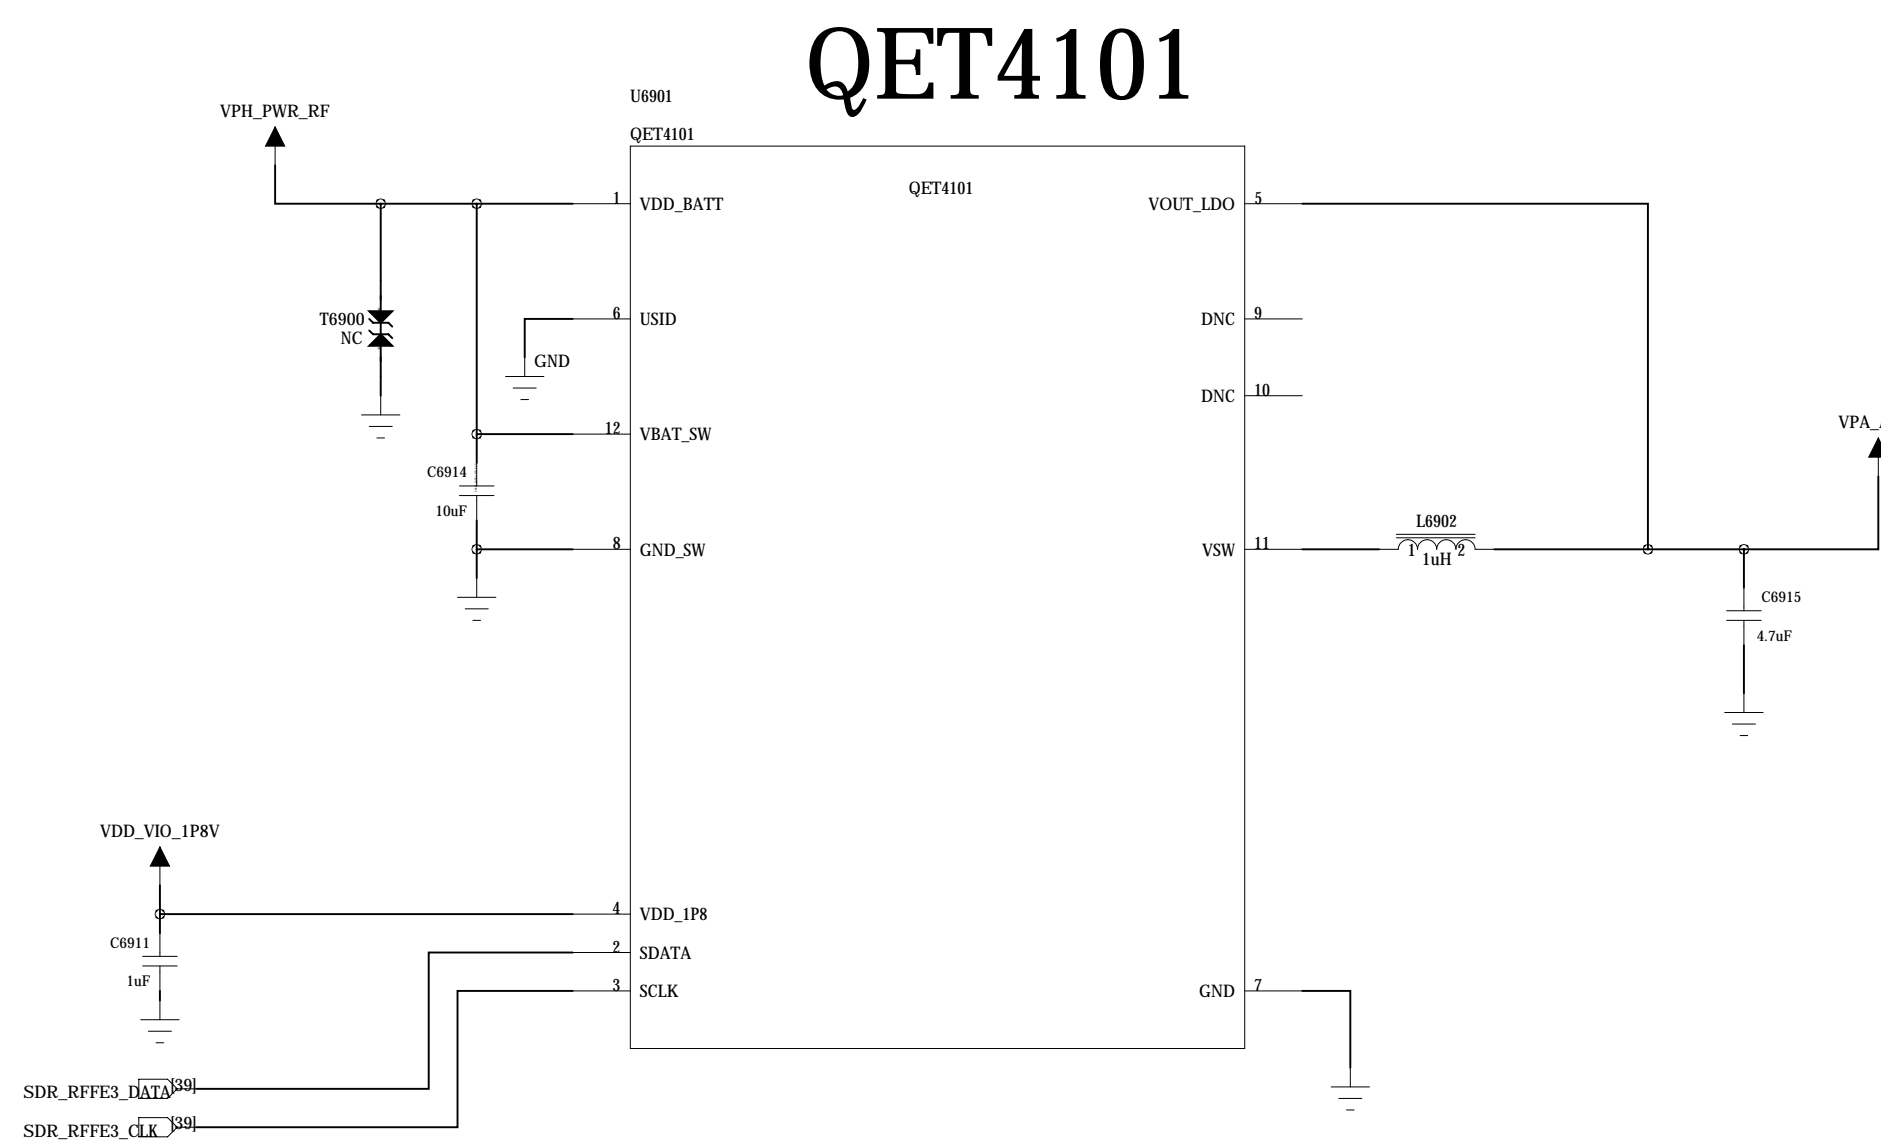 QET4101
U6901
VPH_PWR_RF
QET4101
QET4101
1 VDD_BATT
VOUT_LDO 5
T6900
NC
6 USID
DNC 9
GND
DNC 10
12 VBAT_SW
C6914
10uF
8 GND_SW
VPA_
L6902
VSW 11
1 2
1uH
C6915
4.7uF
VDD_VIO_1P8V
4 VDD_1P8
C6911
1uF
2 SDATA
3 SCLK
GND 7
SDR_RFFE3_DATA [39]
SDR_RFFE3_CLK [39]